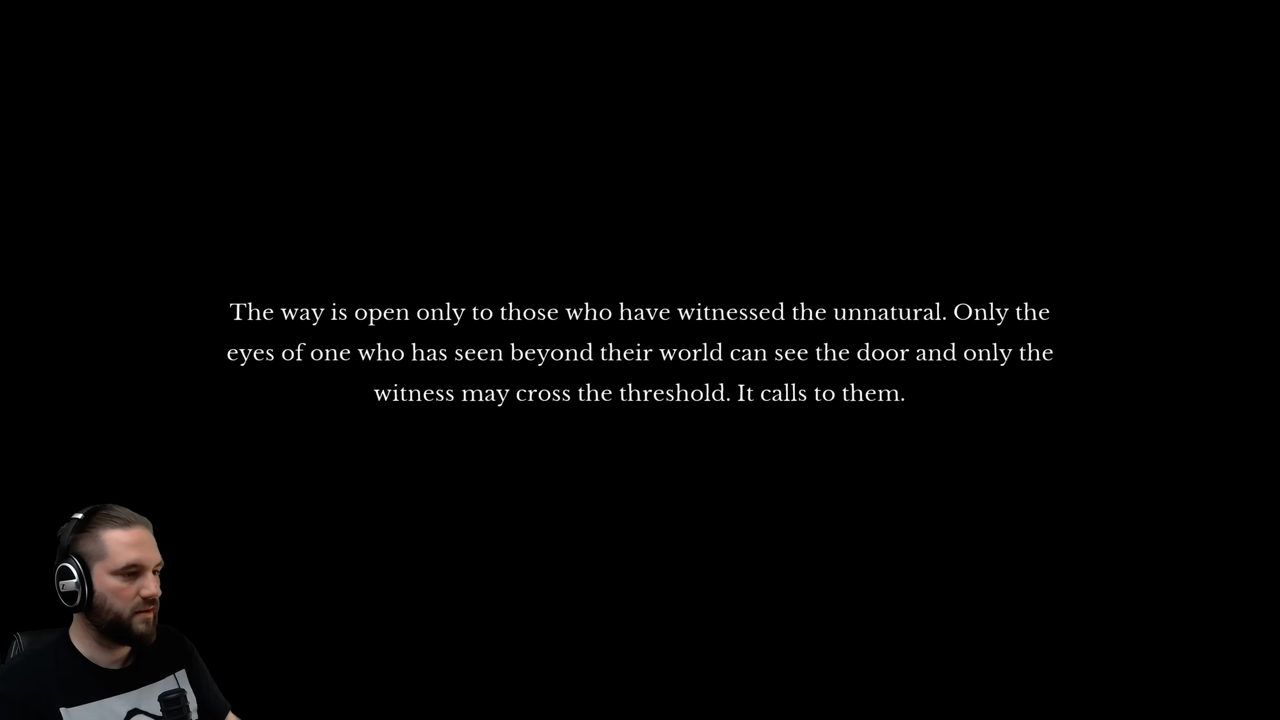 The way is open only to those who have witnessed the unnatural. Only the
eyes of one who has seen beyond their world can see the door and only the
witness may cross the threshold. It calls to them.